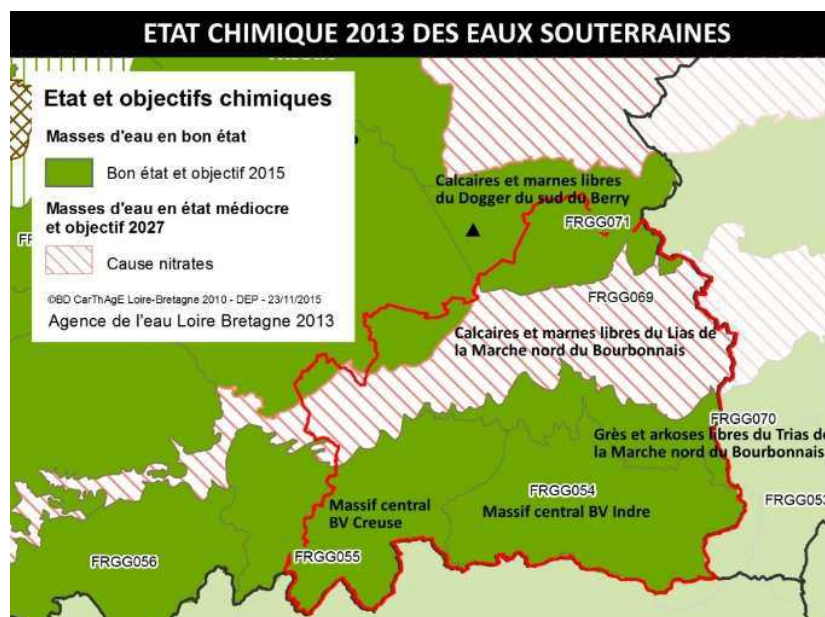 ETAT CHIMIQUE 2013 DES EAUX SOUTERRAINES
Etat et objectifs chimiques
Masses d'eau en bon état
Bon état et objectif 2015
Masses d'eau en état médiocre
et objectif 2027
Cause nitrates
©BD CarThAgE Loire-Bretagne 2010 - DEP - 23/11/2015
Agence de l'eau Loire Bretagne 2013
Calcaires et marnes libres
du Dogger du sud du Berry
FRGG071
FRGG069
Calcaires et marnes libres du Lias de
la Marche nord du Bourbonnais
FRGG070
Grès et arkoses libres du Trias de
la Marche nord du Bourbonnais
FRGG053
FRGG054
Massif central BV Indre
Massif central
BV Creuse
FRGG055
FRGG056